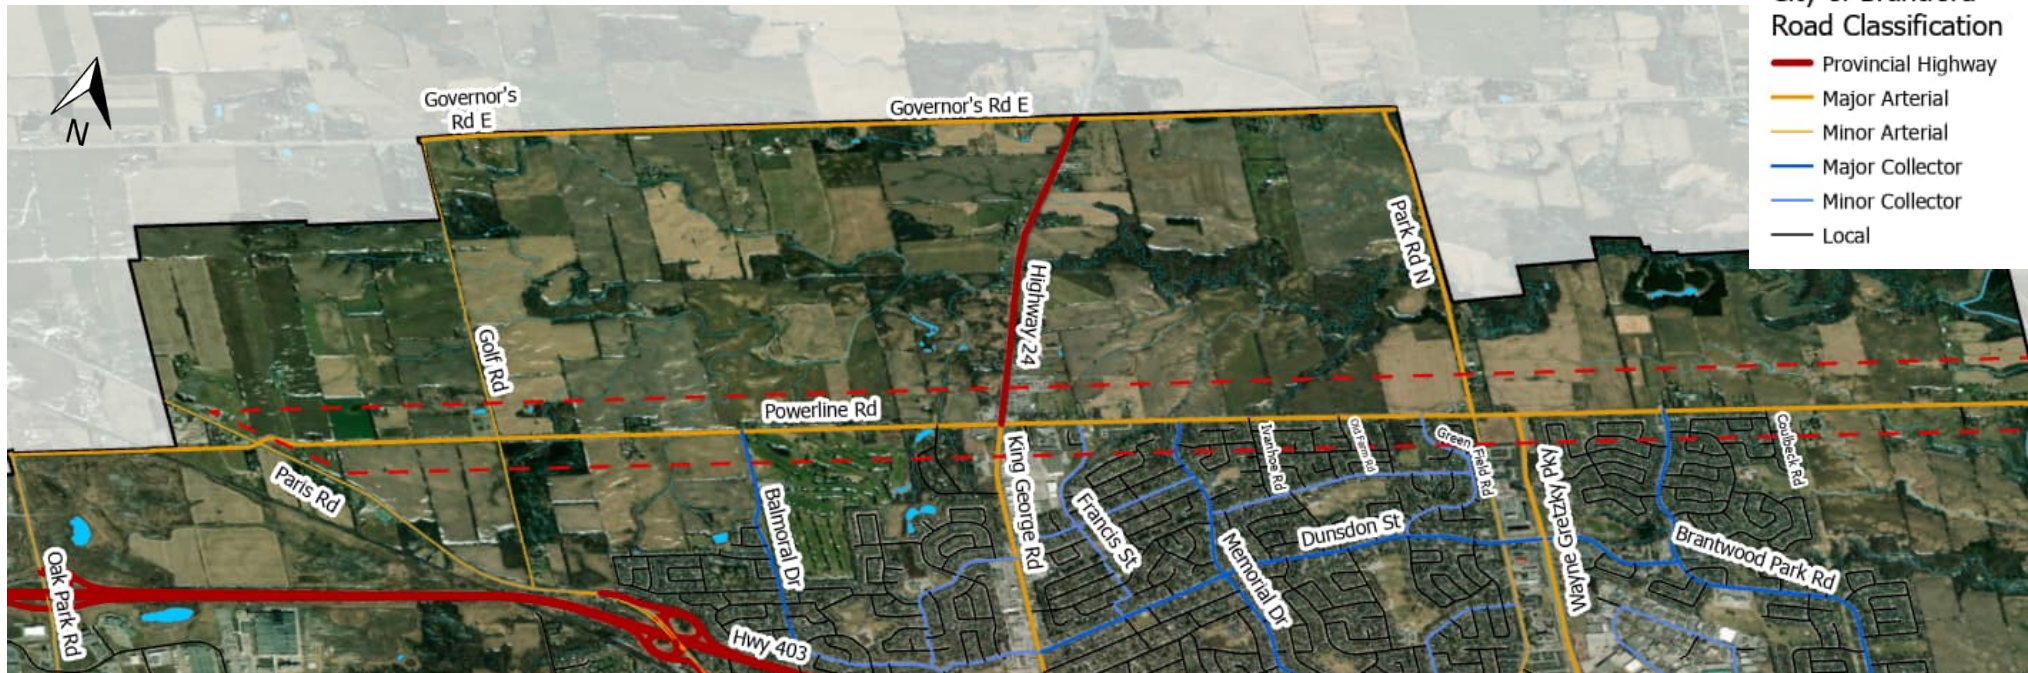 Road Classification
Provincial Highway
Major Arterial
Minor Arterial
Major Collector
Minor Collector
Local
N
Governor's
Rd E
Governor's Rd E
Park Rd N
Highway 24
Golf Rd
Powerline Rd
Paris Rd
Oak Park Rd
Balmoral Dr
King George Rd
Francis St
Memorial Dr
Ivanhoe Rd
Old Farm Rd
Green
Field Rd
Dunsdon St
Wayne Gretzky Pky
Coulbeck Rd
Brantwood Park Rd
Hwy 403